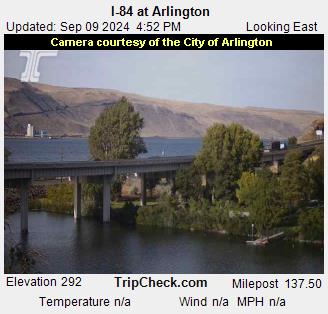 I-84 at Arlington
Updated: Sep 09 2024 4:52 PM Looking East
Camera courtesy of the City of Arlington
Elevation 292 TripCheck.com Milepost 137.50
Temperature n/a Wind n/a MPH n/a